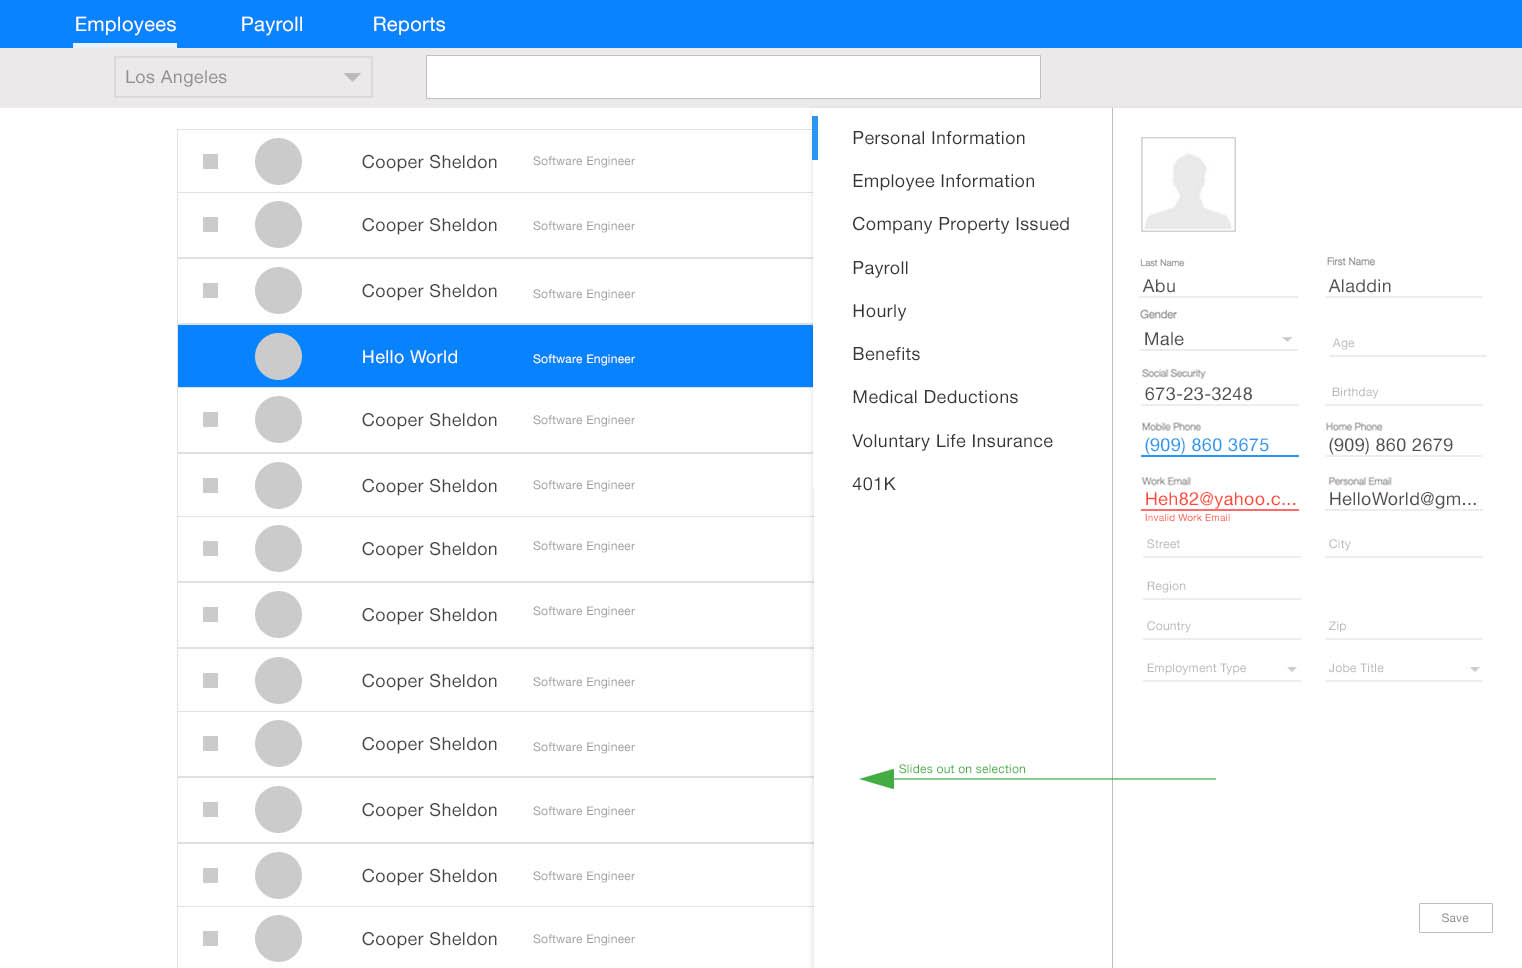 Employees Payroll Reports
Los Angeles
Cooper Sheldon Software Engineer
Cooper Sheldon Software Engineer
Cooper Sheldon Software Engineer
Hello World Software Engineer
Cooper Sheldon Software Engineer
Cooper Sheldon Software Engineer
Cooper Sheldon Software Engineer
Cooper Sheldon Software Engineer
Cooper Sheldon Software Engineer
Cooper Sheldon Software Engineer
Cooper Sheldon Software Engineer
Cooper Sheldon Software Engineer
Cooper Sheldon Software Engineer
Personal Information
Employee Information
Company Property Issued
Payroll
Hourly
Benefits
Medical Deductions
Voluntary Life Insurance
401K
Slides out on selection
Last Name First Name
Abu Aladdin
Gender
Male Age
Social Security
673-23-3248 Birthday
Mobile Phone Home Phone
(909) 860 3675 (909) 860 2679
Work Email Personal Email
Heh82@yahoo.c... HelloWorld@gm...
Invalid Work Email
Street City
Region
Country Zip
Employment Type Jobe Title
Save